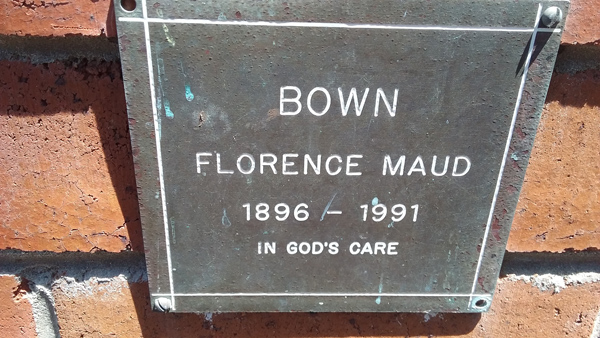 BOWN
FLORENCE MAUD
1896 - 1991
IN GOD'S CARE